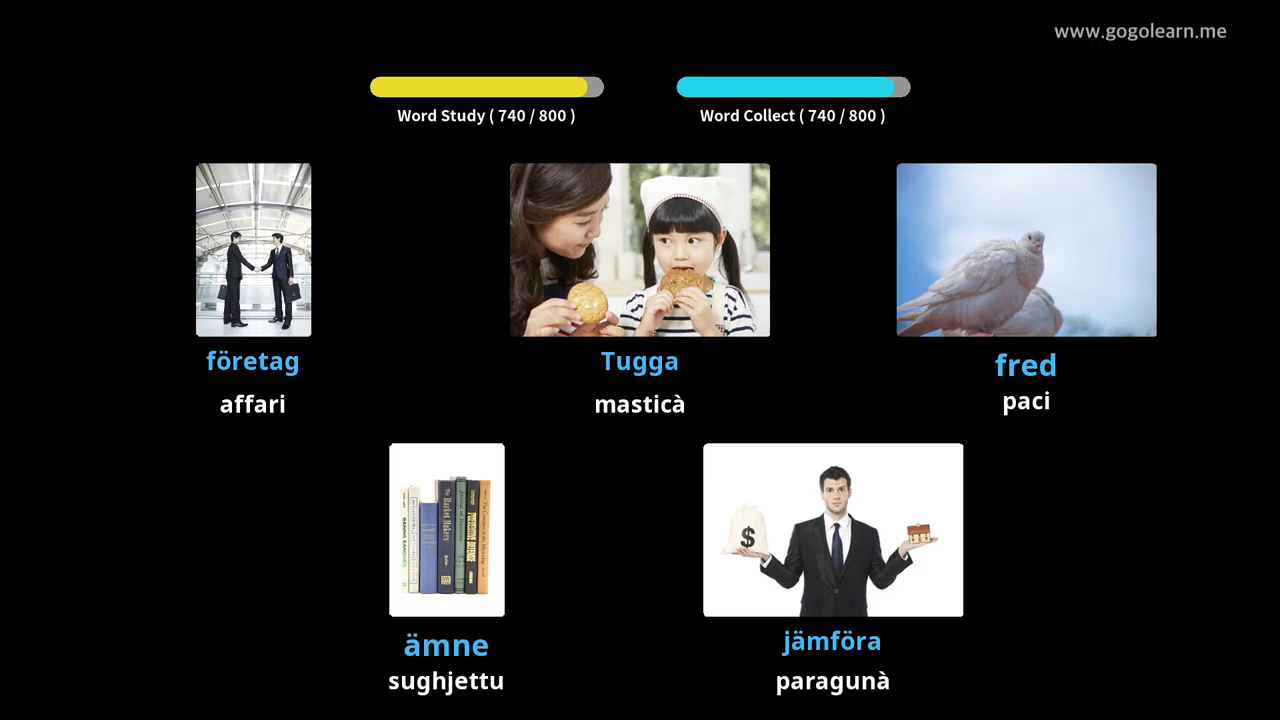 www.gogolearn.me
Word Study ( 740 / 800 )
Word Collect ( 740 / 800 )
företag
affari
Tugga
masticà
fred
paci
$
ämne
sughjettu
jämföra
paragunà